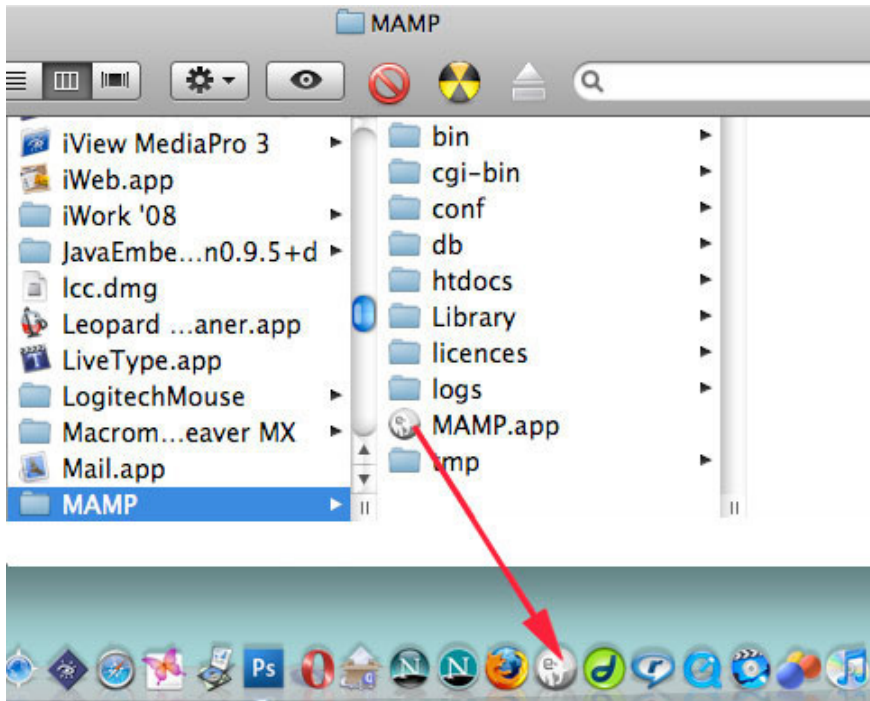 MAMP
iView MediaPro 3
iWeb.app
iWork '08
JavaEmbe...n0.9.5+d
lcc.dmg
Leopard ...aner.app
LiveType.app
LogitechMouse
Macrom...eaver MX
Mail.app
MAMP
bin
cgi-bin
conf
db
htdocs
Library
licences
logs
MAMP.app
tmp
Ps